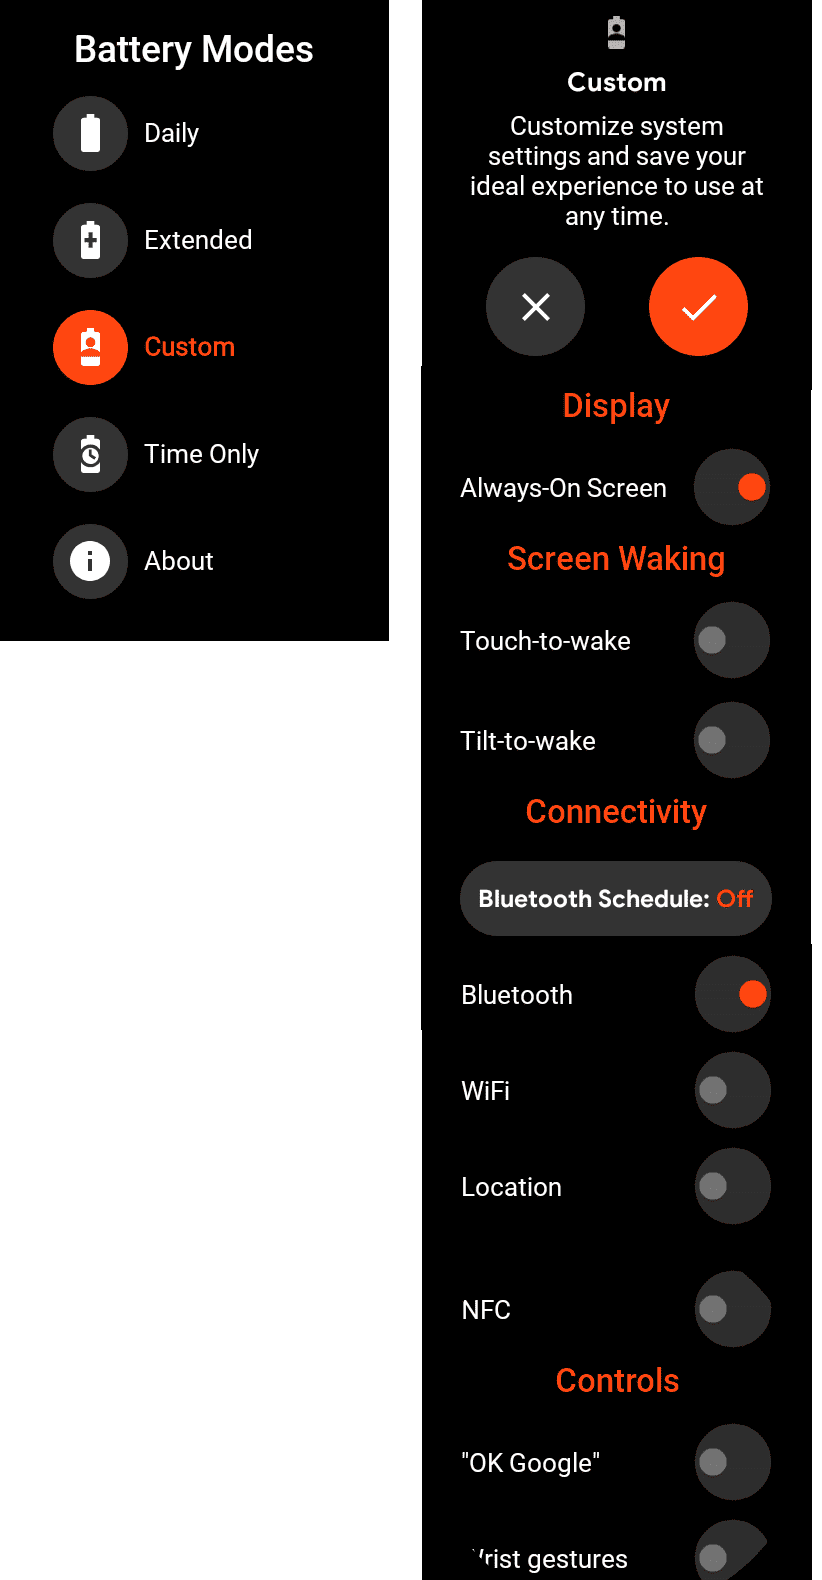 Battery Modes
Daily
Extended
Custom
Time Only
About
Custom
Customize system
settings and save your
ideal experience to use at
any time.
Display
Always-On Screen
Screen Waking
Touch-to-wake
Tilt-to-wake
Connectivity
Bluetooth Schedule: Off
Bluetooth
WiFi
Location
NFC
Controls
"OK Google"
Wrist gestures